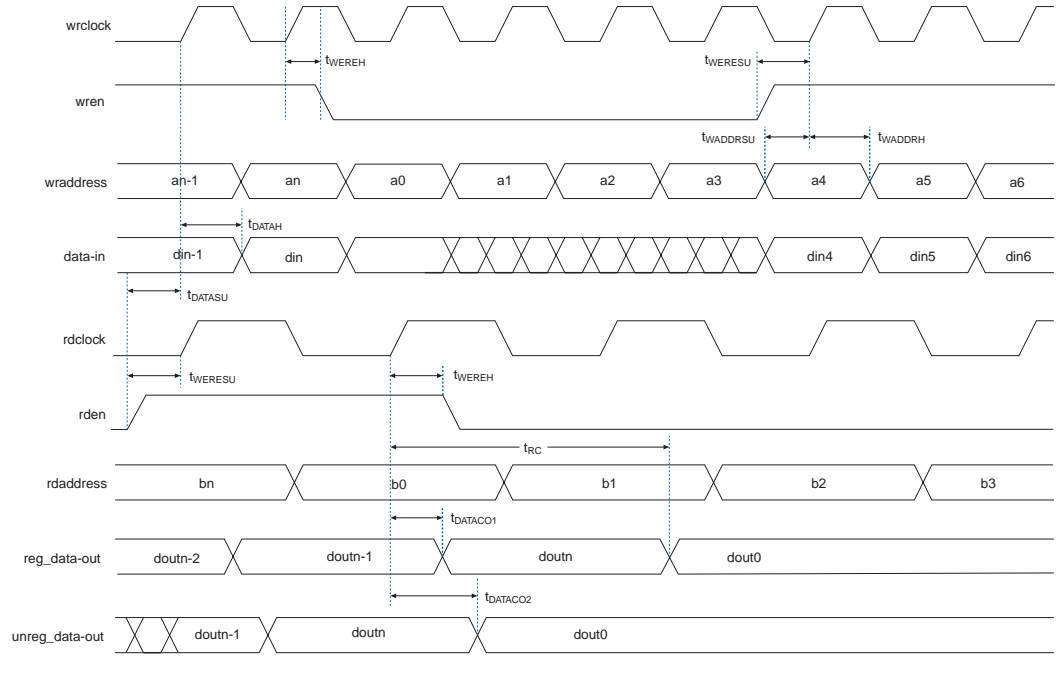 wrclock
tWEREH
tWERESU
wren
tWADDRSU
tWADDRH
wraddress an-1 an a0 a1 a2 a3 a4 a5 a6
tDATAH
data-in din-1 din din4 din5 din6
tDATASU
rdclock
tWERESU tWEREH
rden
tRC
rdaddress bn b0 b1 b2 b3
tDATACO1
reg_data-out doutn-2 doutn-1 doutn dout0
tDATACO2
unreg_data-out doutn-1 doutn dout0